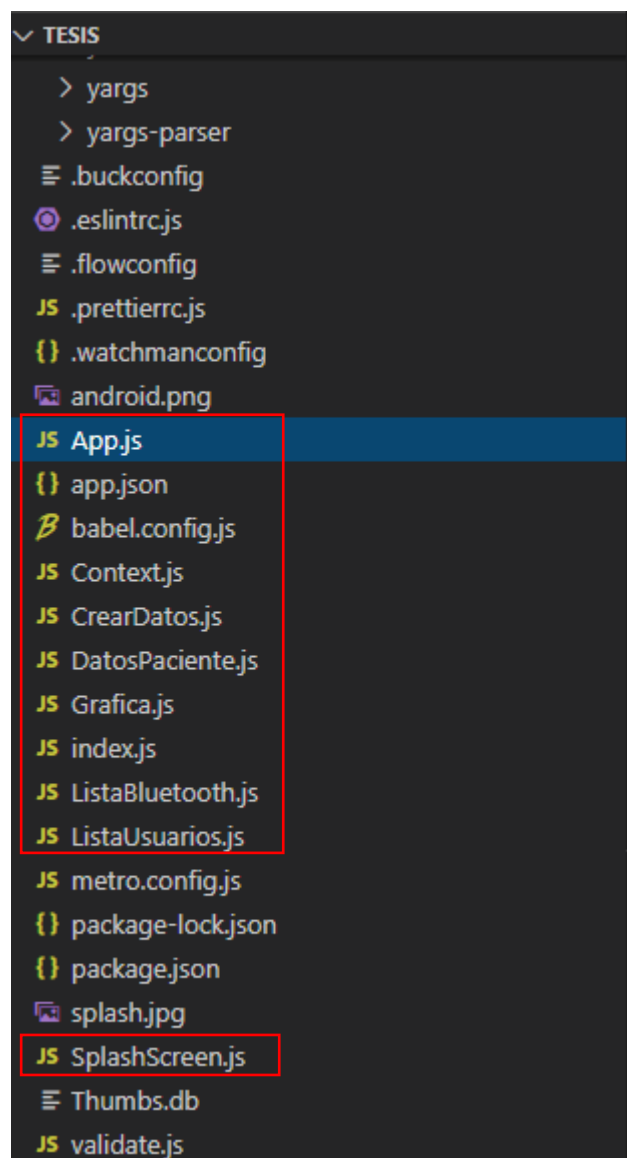 TESIS
yargs
yargs-parser
.buckconfig
.eslintrc.js
.flowconfig
JS .prettierrc.js
{} .watchmanconfig
android.png
JS App.js
{} app.json
B babel.config.js
JS Context.js
JS CrearDatos.js
JS DatosPaciente.js
JS Grafica.js
JS index.js
JS ListaBluetooth.js
JS ListaUsuarios.js
JS metro.config.js
{} package-lock.json
{} package.json
splash.jpg
JS SplashScreen.js
Thumbs.db
JS validate.js